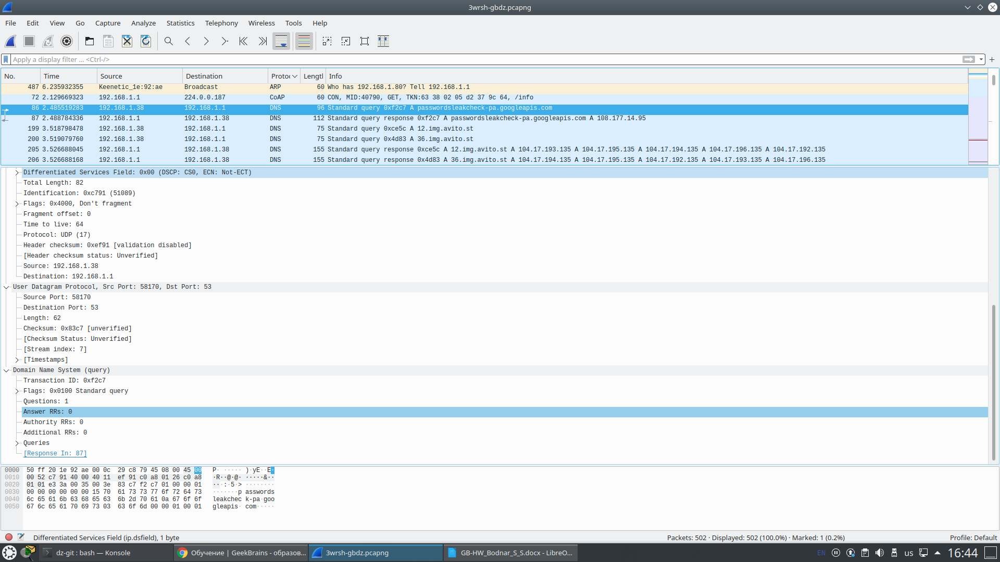 3wrsh-gbdz.pcapng
File Edit View Go Capture Analyze Statistics Telephony Wireless Tools Help
Apply a display filter ... <Ctrl-/>
No. Time Source Destination Protoc Lengtl Info
487 6.235932355 Keenetic_1e:92:ae Broadcast ARP 60 Who has 192.168.1.80? Tell 192.168.1.1
72 2.129669323 192.168.1.1 224.0.0.187 CoAP 60 CON, MID:40790, GET, TKN:63 38 02 05 d2 37 9c 64, /info
86 2.485519283 192.168.1.38 192.168.1.1 DNS 96 Standard query 0xf2c7 A passwordsleakcheck-pa.googleapis.com
87 2.488784336 192.168.1.1 192.168.1.38 DNS 112 Standard query response 0xf2c7 A passwordsleakcheck-pa.googleapis.com A 108.177.14.95
199 3.518798478 192.168.1.38 192.168.1.1 DNS 75 Standard query 0xce5c A 12.img.avito.st
200 3.519079760 192.168.1.38 192.168.1.1 DNS 75 Standard query 0x4d83 A 36.img.avito.st
205 3.526688045 192.168.1.1 192.168.1.38 DNS 155 Standard query response 0xce5c A 12.img.avito.st A 104.17.193.135 A 104.17.195.135 A 104.17.194.135 A 104.17.196.135 A 104.17.192.135
206 3.526688168 192.168.1.1 192.168.1.38 DNS 155 Standard query response 0x4d83 A 36.img.avito.st A 104.17.194.135 A 104.17.195.135 A 104.17.192.135 A 104.17.193.135 A 104.17.196.135
Differentiated Services Field: 0x00 (DSCP: CS0, ECN: Not-ECT)
Total Length: 82
Identification: 0xc791 (51089)
Flags: 0x4000, Don't fragment
Fragment offset: 0
Time to live: 64
Protocol: UDP (17)
Header checksum: 0xef91 [validation disabled]
[Header checksum status: Unverified]
Source: 192.168.1.38
Destination: 192.168.1.1
User Datagram Protocol, Src Port: 58170, Dst Port: 53
Source Port: 58170
Destination Port: 53
Length: 62
Checksum: 0x83c7 [unverified]
[Checksum Status: Unverified]
[Stream index: 7]
[Timestamps]
Domain Name System (query)
Transaction ID: 0xf2c7
Flags: 0x0100 Standard query
Questions: 1
Answer RRs: 0
Authority RRs: 0
Additional RRs: 0
Queries
[Response In: 87]
0000 50 ff 20 1e 92 ae 00 0c 29 c8 79 45 08 00 45 00 P· ····· )·yE··E·
0010 00 52 c7 91 40 00 40 11 ef 91 c0 a8 01 26 c0 a8 ·R··@·@· ·····&··
0020 01 01 e3 3a 00 35 00 3e 83 c7 f2 c7 01 00 00 01 ···:·5·> ········
0030 00 00 00 00 00 00 15 70 61 73 73 77 6f 72 64 73 ·······p asswords
0040 6c 65 61 6b 63 68 65 63 6b 2d 70 61 0a 67 6f 6f leakchec k-pa·goo
0050 67 6c 65 61 70 69 73 03 63 6f 6d 00 00 01 00 01 gleapis· com·····
Differentiated Services Field (ip.dsfield), 1 byte Packets: 502 · Displayed: 502 (100.0%) · Marked: 1 (0.2%) Profile: Default
dz-git : bash — Konsole Обучение | GeekBrains - образов... 3wrsh-gbdz.pcapng GB-HW_Bodnar_S_S.docx - LibreO... EN us 16:44